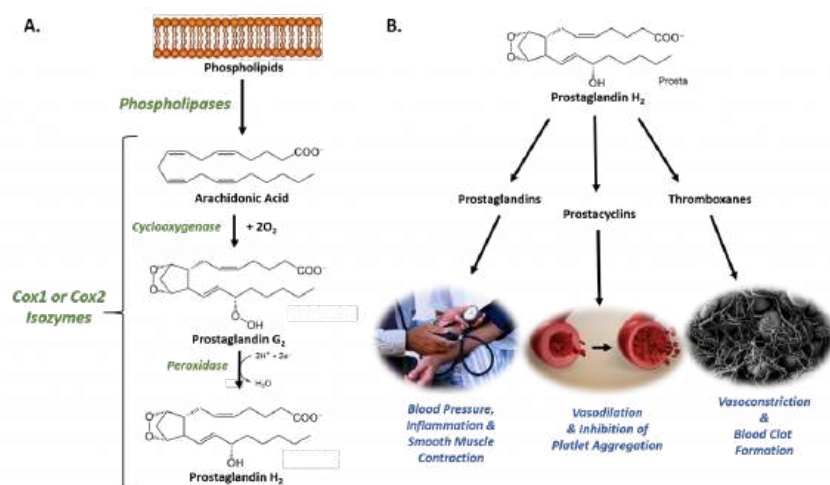 A.
Phospholipids
Phospholipases
COO⁻
Arachidonic Acid
Cyclooxygenase
+ 2O₂
O
O
COO⁻
O
OH
Cox1 or Cox2
Isozymes
Prostaglandin G₂
Peroxidase
2H⁺ + 2e⁻
H₂O
O
O
COO⁻
OH
Prostaglandin H₂
B.
O
O
COO⁻
OH
Prosta
Prostaglandin H₂
Prostaglandins
Prostacyclins
Thromboxanes
Blood Pressure,
Inflammation &
Smooth Muscle
Contraction
Vasodilation
& Inhibition of
Platlet Aggregation
Vasoconstriction
&
Blood Clot
Formation